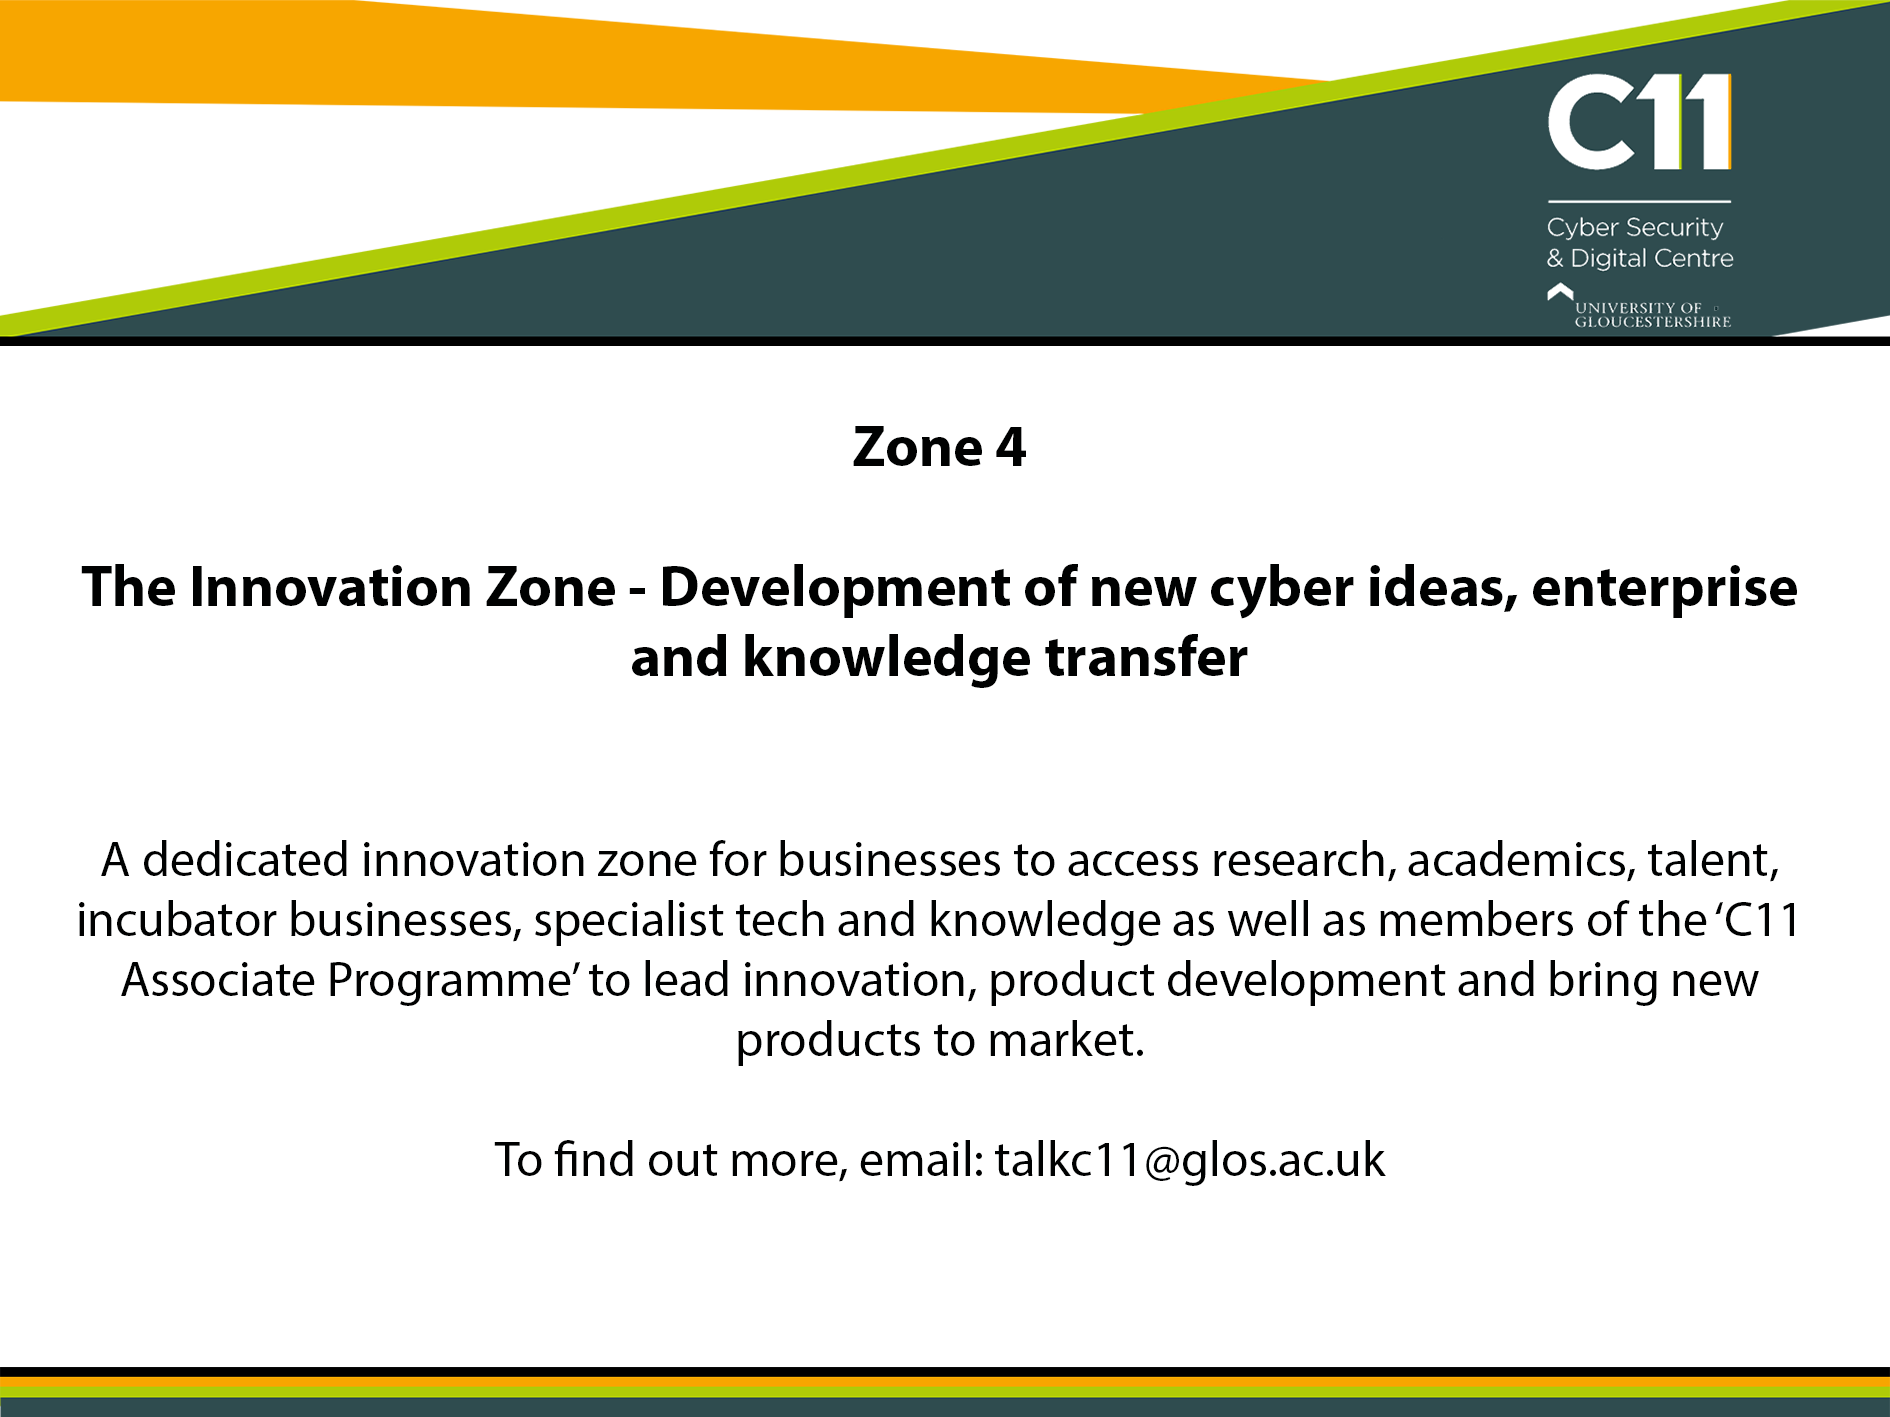 C11
Cyber Security
& Digital Centre
UNIVERSITY OF
GLOUCESTERSHIRE
Zone 4
The Innovation Zone - Development of new cyber ideas, enterprise
and knowledge transfer
A dedicated innovation zone for businesses to access research, academics, talent,
incubator businesses, specialist tech and knowledge as well as members of the ‘C11
Associate Programme’ to lead innovation, product development and bring new
products to market.
To find out more, email: talkc11@glos.ac.uk